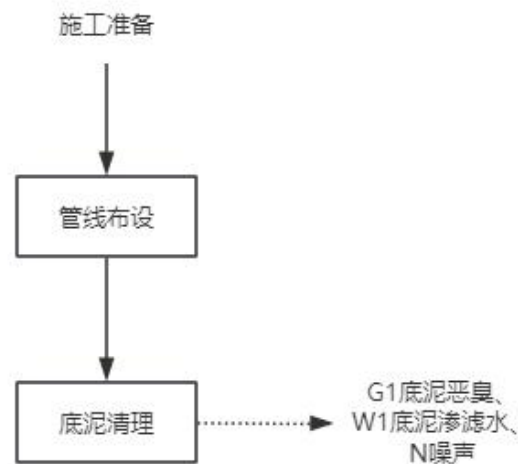 施工准备
管线布设
底泥清理
G1底泥恶臭、
W1底泥渗滤水、
N噪声